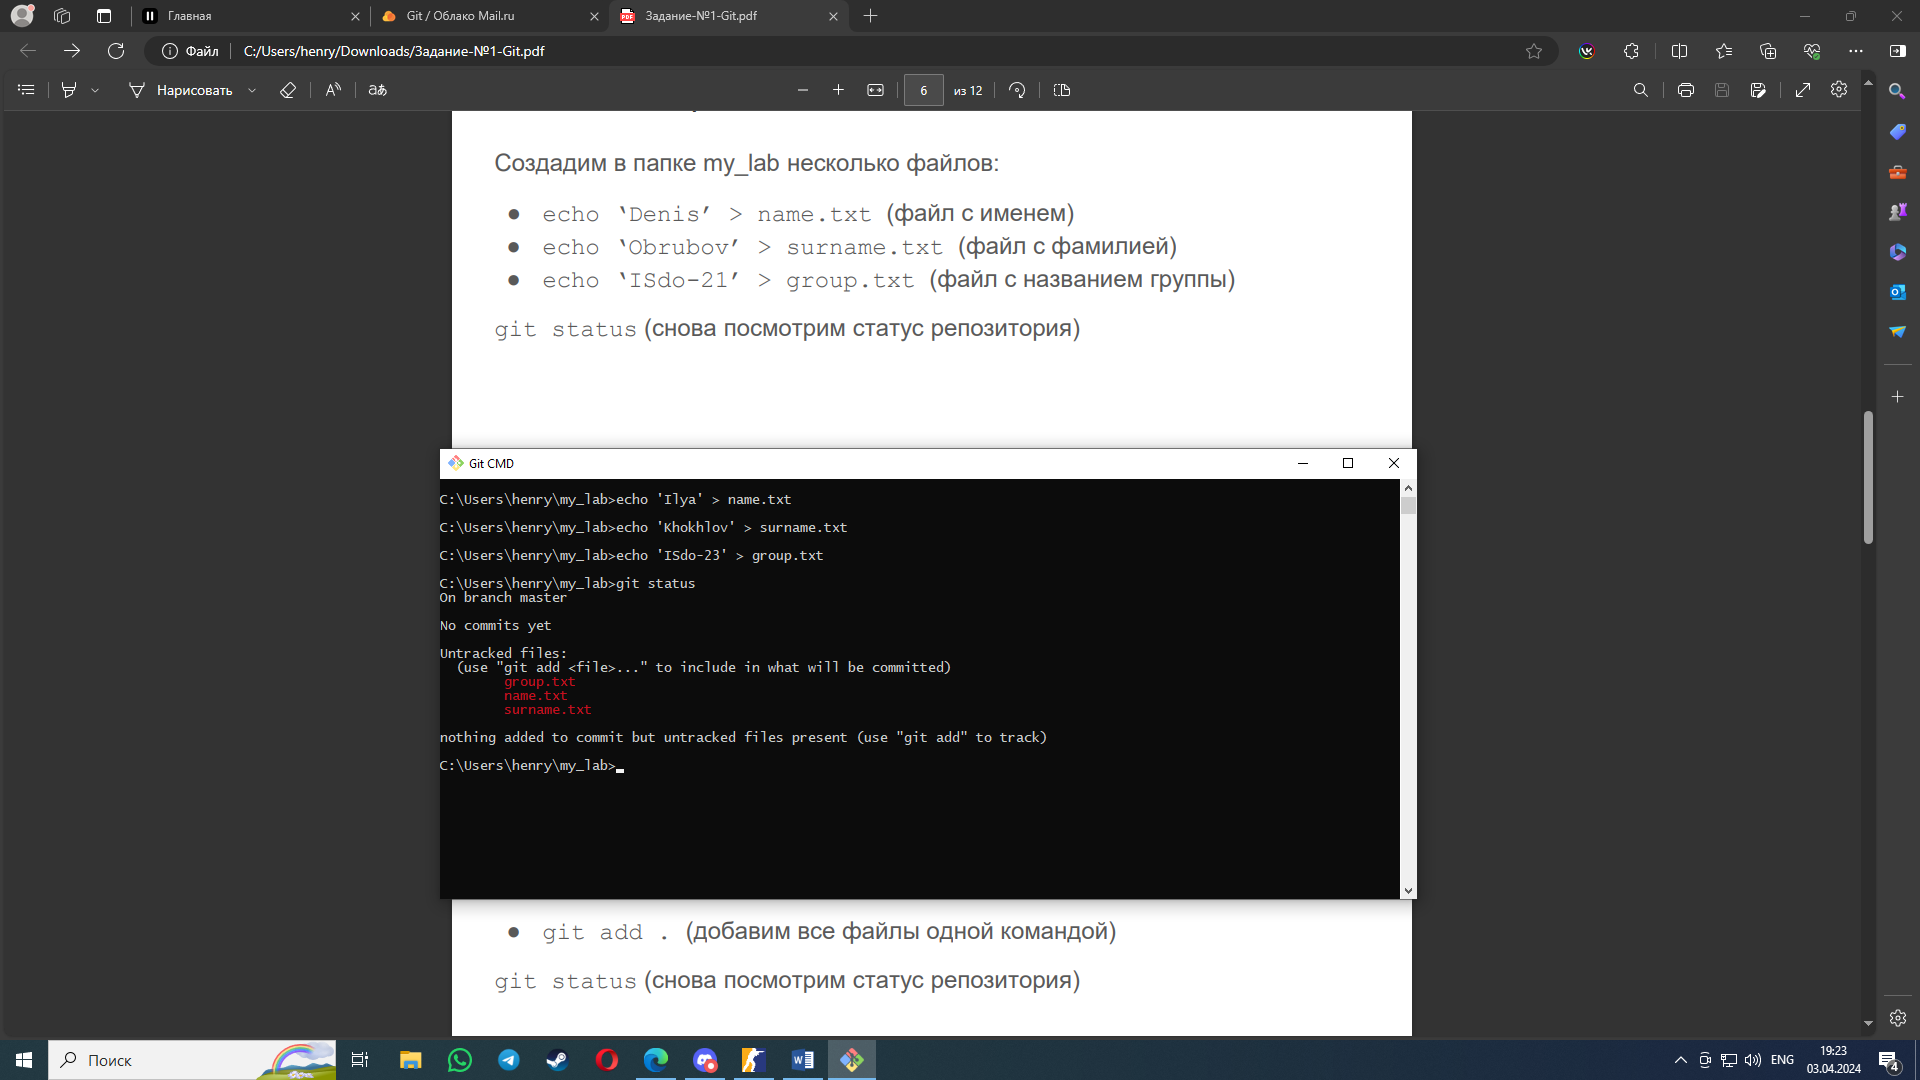 Главная
Git / Облако Mail.ru
Задание-№1-Git.pdf
Файл
C:/Users/henry/Downloads/Задание-№1-Git.pdf
Нарисовать
6
из 12
Создадим в папке my_lab несколько файлов:
● echo ‘Denis’ > name.txt (файл с именем)
● echo ‘Obrubov’ > surname.txt (файл с фамилией)
● echo ‘ISdo-21’ > group.txt (файл с названием группы)
git status (снова посмотрим статус репозитория)
Git CMD
C:\Users\henry\my_lab>echo 'Ilya' > name.txt
C:\Users\henry\my_lab>echo 'Khokhlov' > surname.txt
C:\Users\henry\my_lab>echo 'ISdo-23' > group.txt
C:\Users\henry\my_lab>git status
On branch master
No commits yet
Untracked files:
(use "git add <file>..." to include in what will be committed)
group.txt
name.txt
surname.txt
nothing added to commit but untracked files present (use "git add" to track)
C:\Users\henry\my_lab>
● git add . (добавим все файлы одной командой)
git status (снова посмотрим статус репозитория)
Поиск
ENG
19:23
03.04.2024
4